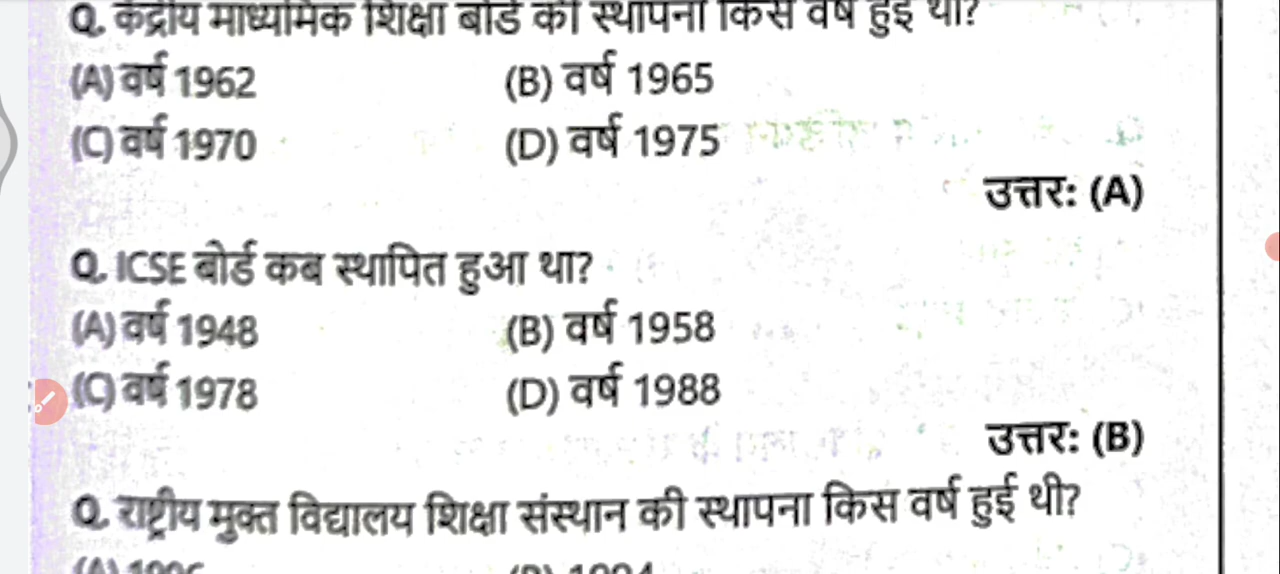 Q. केंद्रीय माध्यमिक शिक्षा बोर्ड की स्थापना किस वर्ष हुई थी?
(A) वर्ष 1962 (B) वर्ष 1965
(C) वर्ष 1970 (D) वर्ष 1975
उत्तर: (A)
Q. ICSE बोर्ड कब स्थापित हुआ था?
(A) वर्ष 1948 (B) वर्ष 1958
(C) वर्ष 1978 (D) वर्ष 1988
उत्तर: (B)
Q. राष्ट्रीय मुक्त विद्यालय शिक्षा संस्थान की स्थापना किस वर्ष हुई थी?